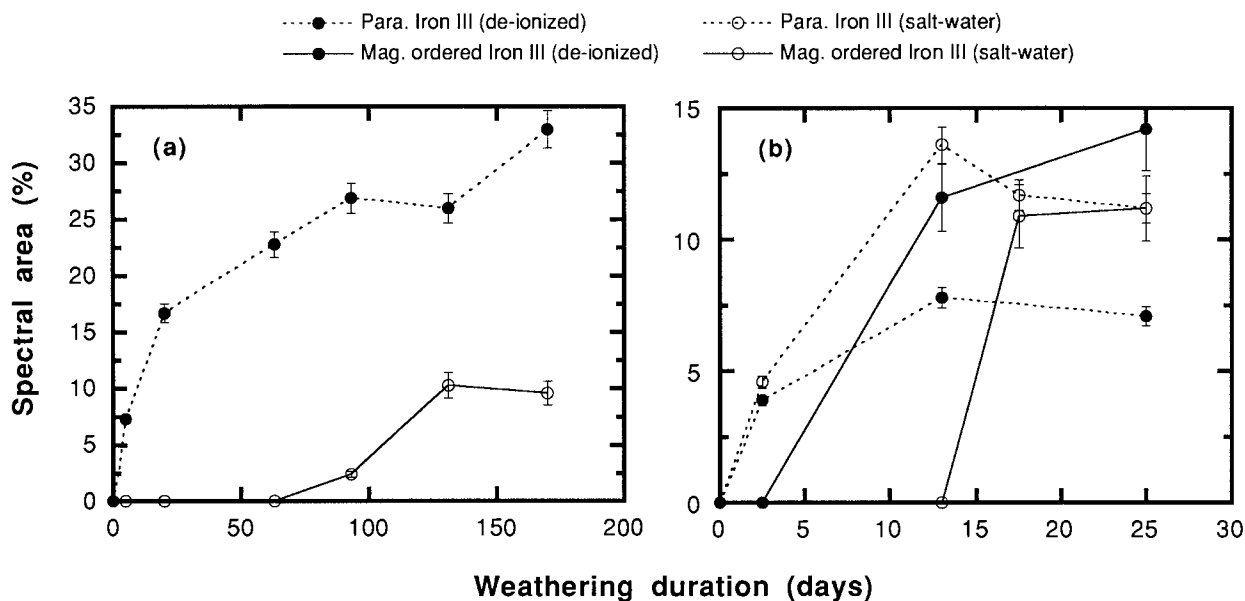 Para. Iron III (de-ionized) Para. Iron III (salt-water)
Mag. ordered Iron III (de-ionized) Mag. ordered Iron III (salt-water)
35
30
25
20
15
10
5
0
Spectral area (%)
(a)
0 50 100 150 200
15
10
5
0
(b)
0 5 10 15 20 25 30
Weathering duration (days)